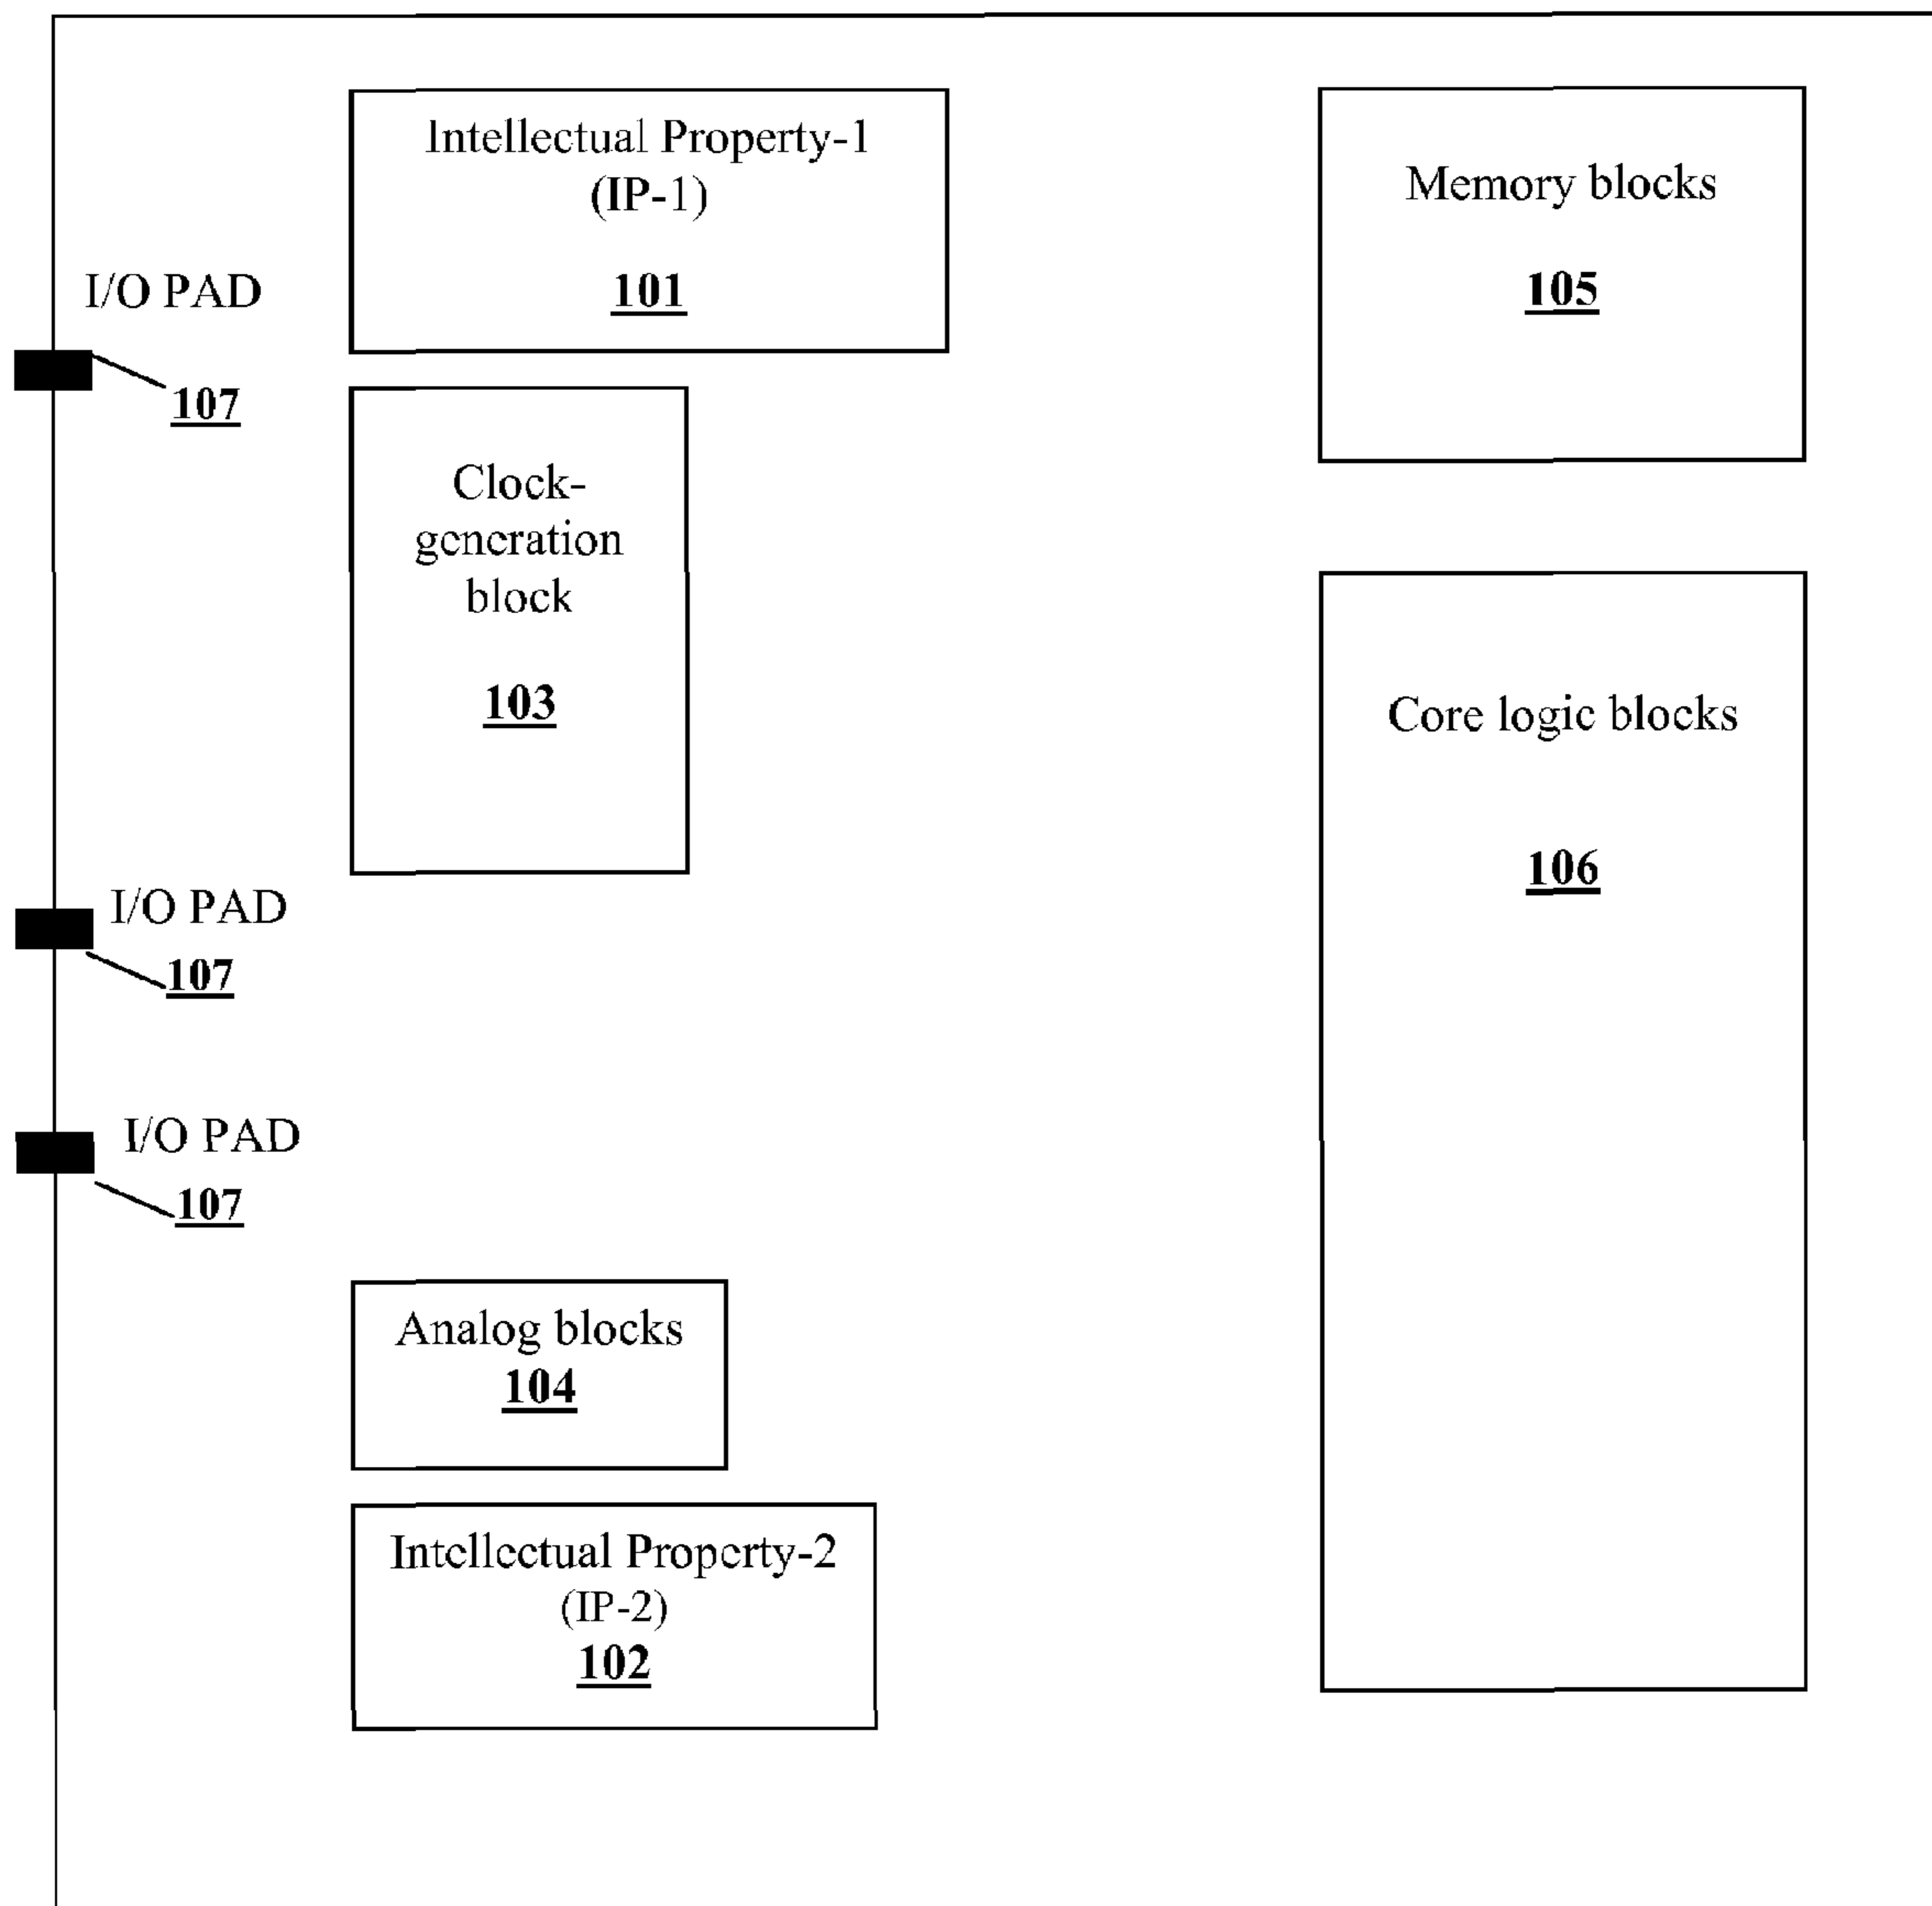 Intellectual Property-1
(IP-1)
101
Memory blocks
105
I/O PAD
107
Clock-
generation
block
103
Core logic blocks
106
I/O PAD
107
I/O PAD
107
Analog blocks
104
Intellectual Property-2
(IP-2)
102